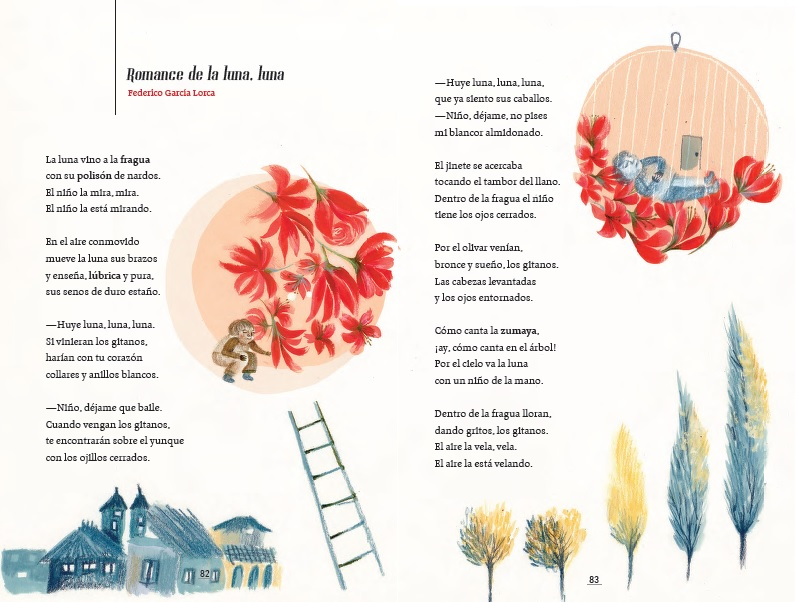 Romance de la luna, luna
Federico García Lorca
La luna vino a la fragua
con su polisón de nardos.
El niño la mira, mira.
El niño la está mirando.
En el aire conmovido
mueve la luna sus brazos
y enseña, lúbrica y pura,
sus senos de duro estaño.
—Huye luna, luna, luna.
Si vinieran los gitanos,
harían con tu corazón
collares y anillos blancos.
—Niño, déjame que baile.
Cuando vengan los gitanos,
te encontrarán sobre el yunque
con los ojillos cerrados.
82
—Huye luna, luna, luna,
que ya siento sus caballos.
—Niño, déjame, no pises
mi blancor almidonado.
El jinete se acercaba
tocando el tambor del llano.
Dentro de la fragua el niño
tiene los ojos cerrados.
Por el olivar venían,
bronce y sueño, los gitanos.
Las cabezas levantadas
y los ojos entornados.
Cómo canta la zumaya,
¡ay, cómo canta en el árbol!
Por el cielo va la luna
con un niño de la mano.
Dentro de la fragua lloran,
dando gritos, los gitanos.
El aire la vela, vela.
El aire la está velando.
83